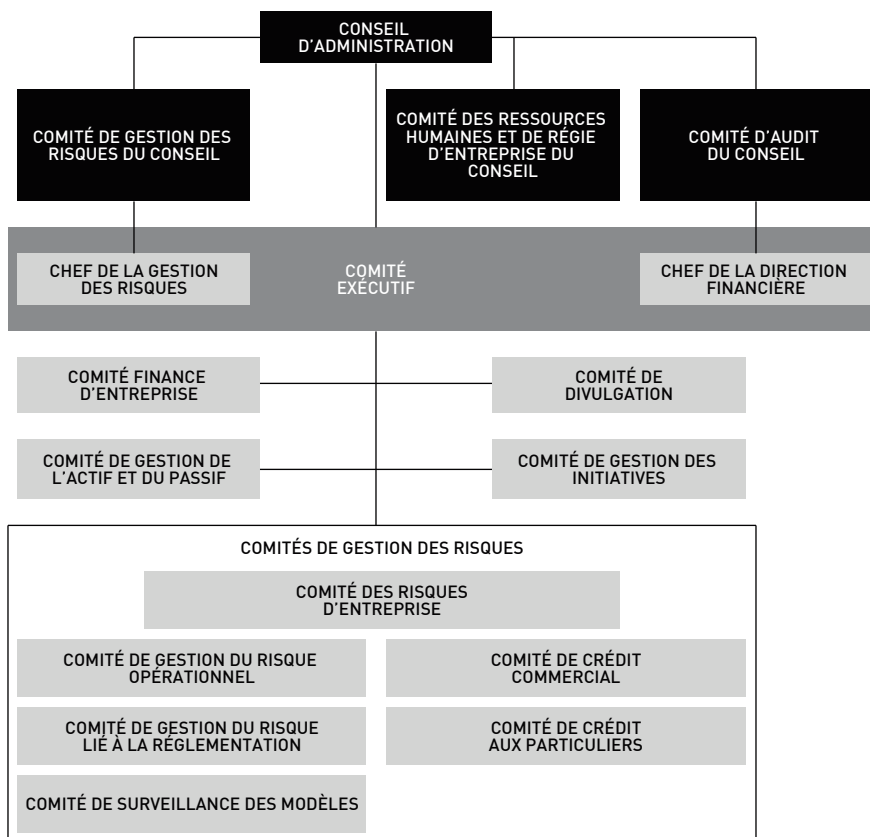 CONSEIL
D’ADMINISTRATION
COMITÉ DE GESTION DES
RISQUES DU CONSEIL
COMITÉ DES RESSOURCES
HUMAINES ET DE RÉGIE
D’ENTREPRISE DU
CONSEIL
COMITÉ D’AUDIT
DU CONSEIL
CHEF DE LA GESTION
DES RISQUES
COMITÉ
EXÉCUTIF
CHEF DE LA DIRECTION
FINANCIÈRE
COMITÉ FINANCE
D’ENTREPRISE
COMITÉ DE
DIVULGATION
COMITÉ DE GESTION DE
L’ACTIF ET DU PASSIF
COMITÉ DE GESTION DES
INITIATIVES
COMITÉS DE GESTION DES RISQUES
COMITÉ DES RISQUES
D’ENTREPRISE
COMITÉ DE GESTION DU RISQUE
OPÉRATIONNEL
COMITÉ DE CRÉDIT
COMMERCIAL
COMITÉ DE GESTION DU RISQUE
LIÉ À LA RÉGLEMENTATION
COMITÉ DE CRÉDIT
AUX PARTICULIERS
COMITÉ DE SURVEILLANCE DES MODÈLES